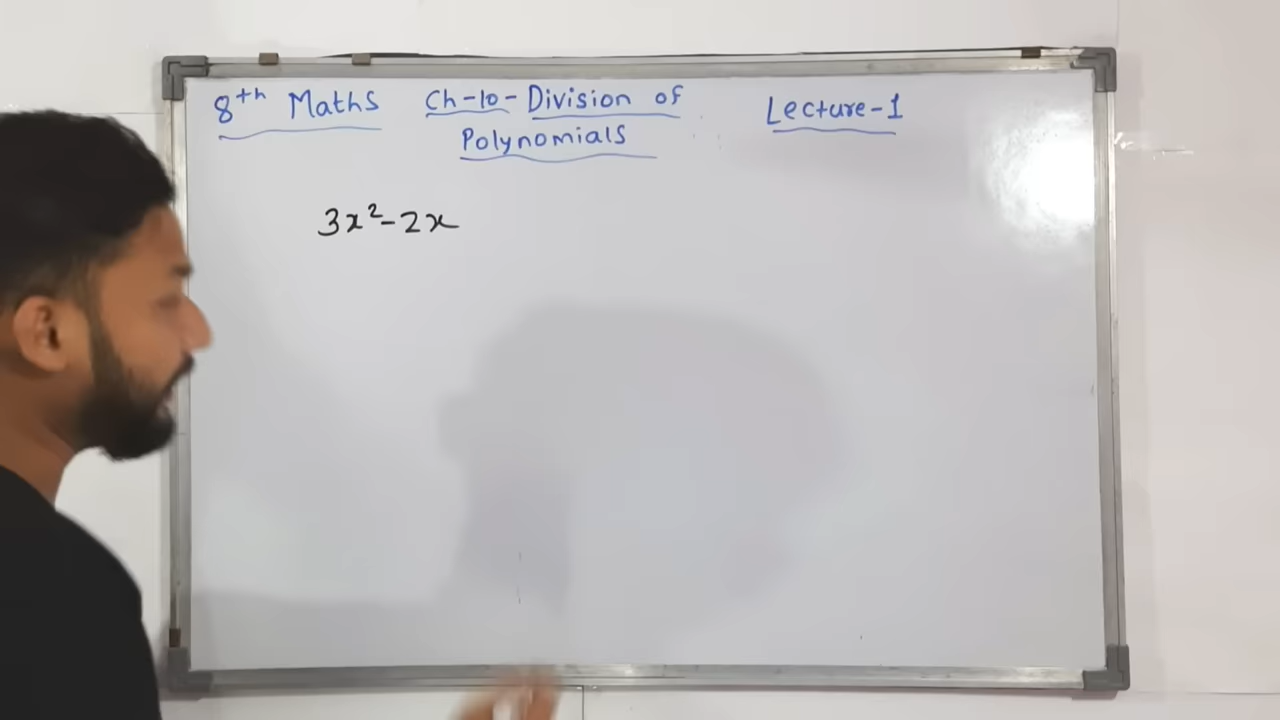 8th Maths Ch-10-Division of Polynomials Lecture-1
3x²-2x